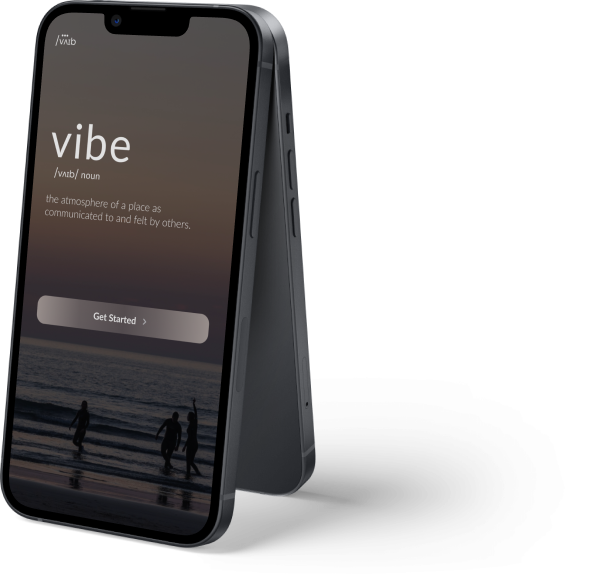 /vʌɪb
vibe
/vʌɪb/ noun
the atmosphere of a place as
communicated to and felt by others.
Get Started >